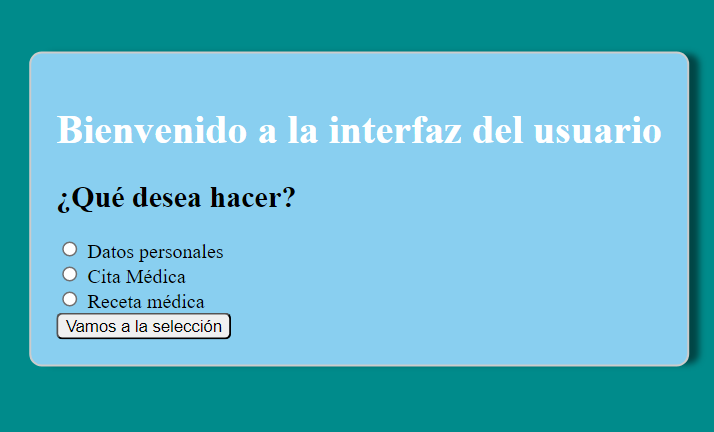 Bienvenido a la interfaz del usuario
¿Qué desea hacer?
Datos personales
Cita Médica
Receta médica
Vamos a la selección